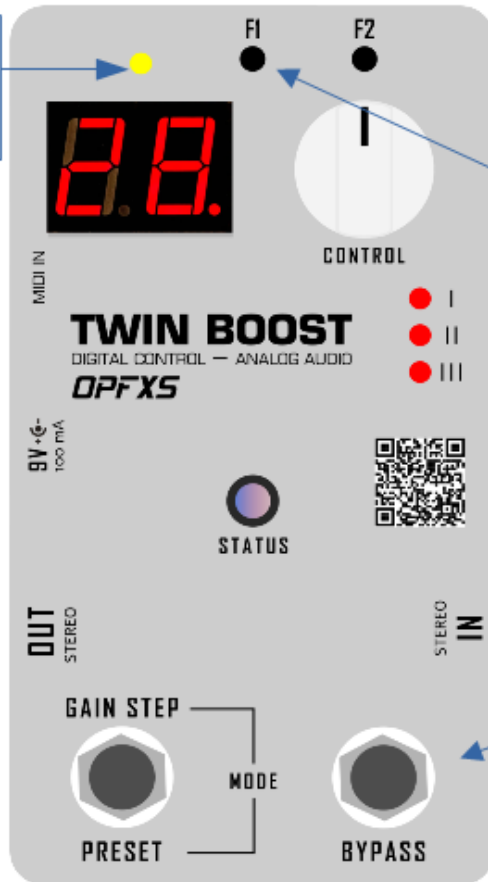 F1 F2
28.
CONTROL
MIDI IN
I
II
III
TWIN BOOST
DIGITAL CONTROL — ANALOG AUDIO
OPFXS
9V
100 mA
STATUS
OUT
STEREO
IN
STEREO
GAIN STEP
MODE
PRESET
BYPASS